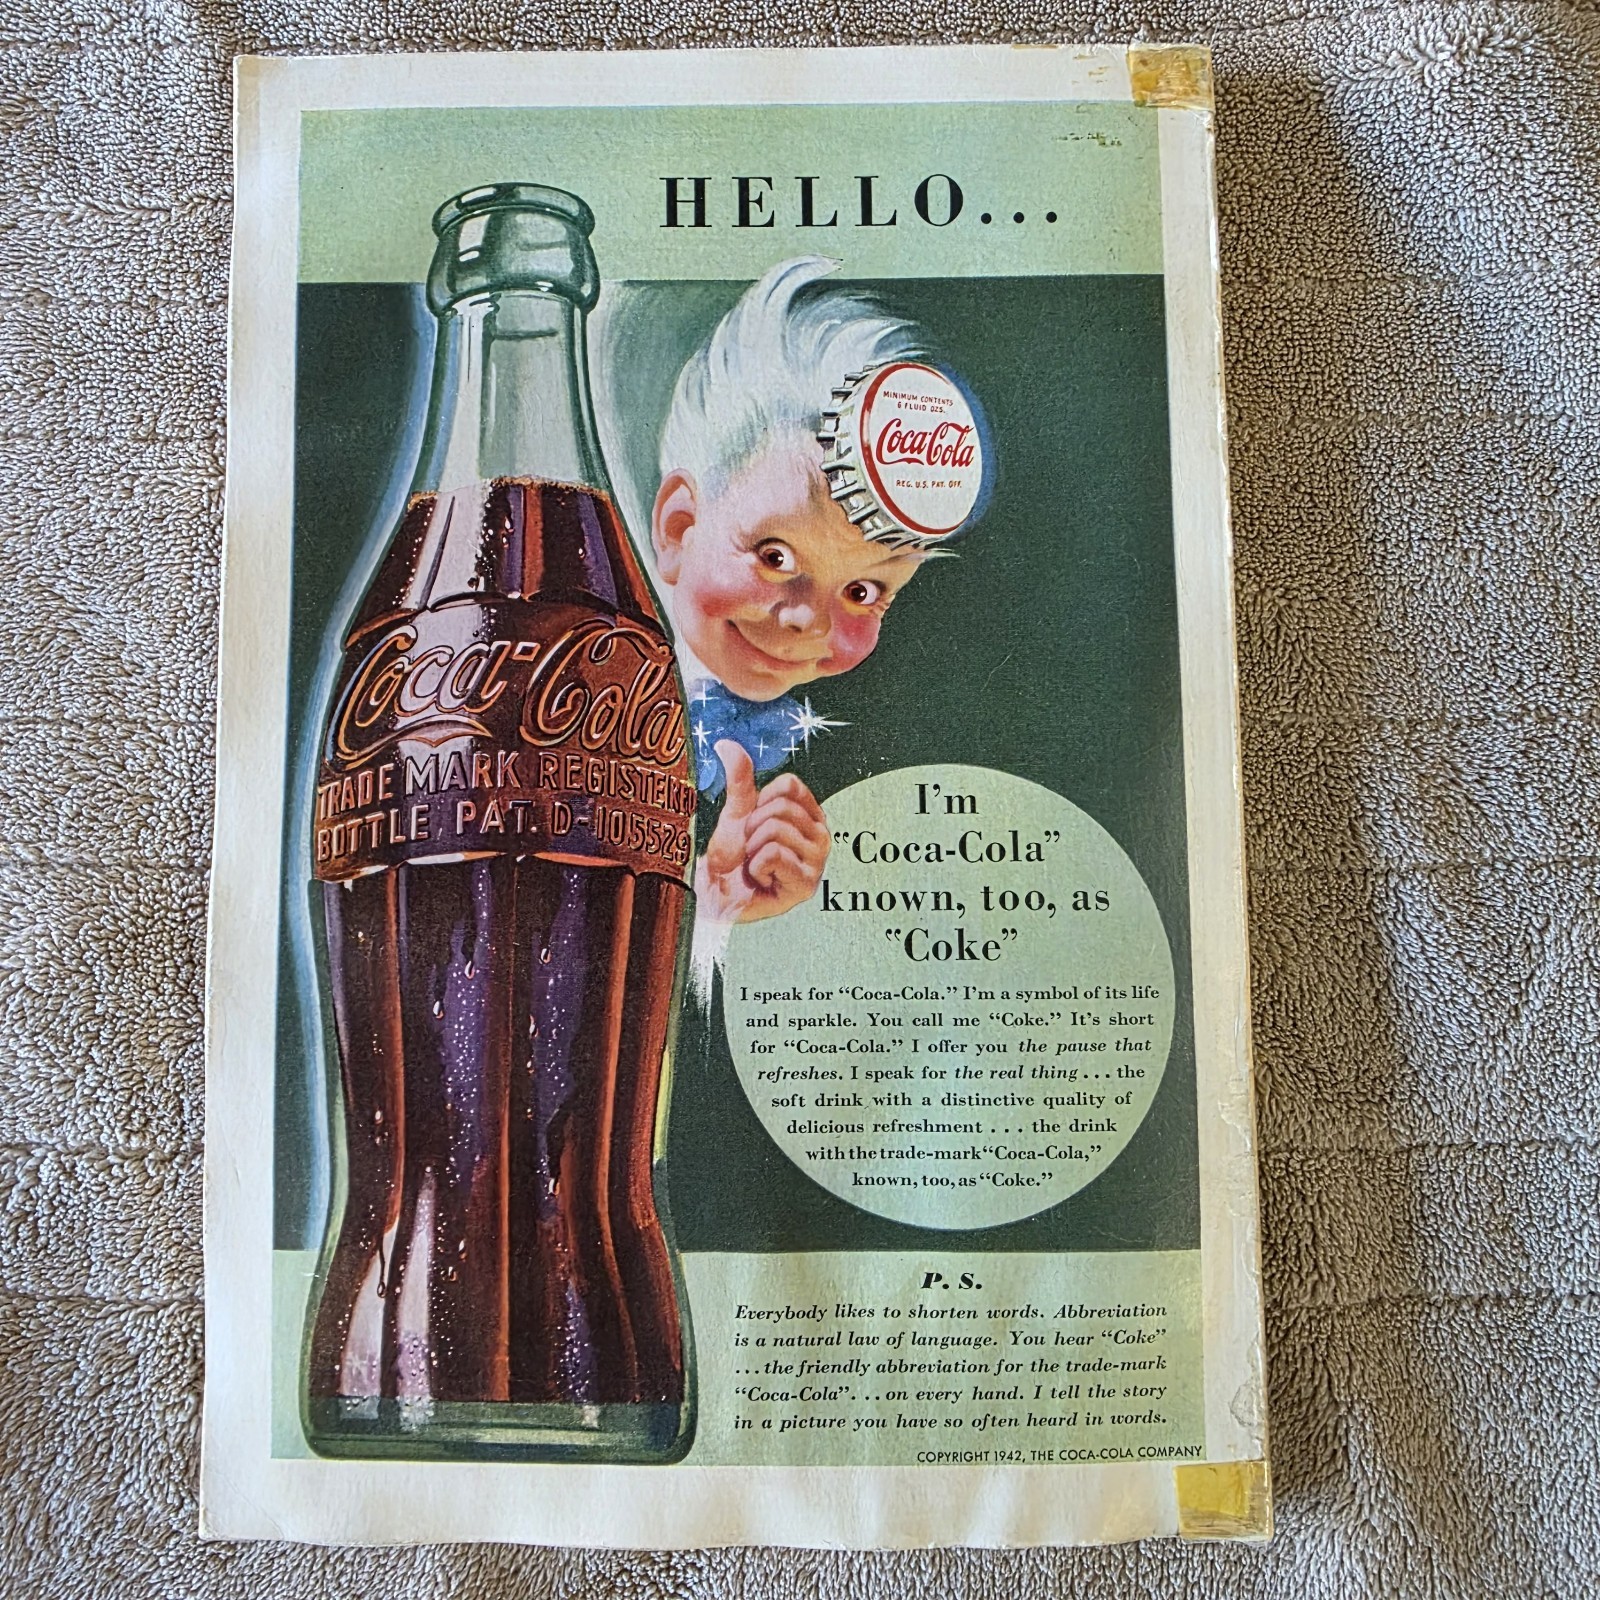 HELLO...
MINIMUM CONTENTS
6 FLUID OZS.
Coca-Cola
REG. U.S. PAT. OFF.
Coca-Cola
TRADE MARK REGISTERED
BOTTLE PAT. D-105529
I'm
“Coca-Cola”
known, too, as
“Coke”
I speak for “Coca-Cola.” I'm a symbol of its life
and sparkle. You call me “Coke.” It's short
for “Coca-Cola.” I offer you the pause that
refreshes. I speak for the real thing . . . the
soft drink with a distinctive quality of
delicious refreshment . . . the drink
with the trade-mark “Coca-Cola,”
known, too, as “Coke.”
P. S.
Everybody likes to shorten words. Abbreviation
is a natural law of language. You hear “Coke”
. . . the friendly abbreviation for the trade-mark
“Coca-Cola”. . . on every hand. I tell the story
in a picture you have so often heard in words.
COPYRIGHT 1942, THE COCA-COLA COMPANY